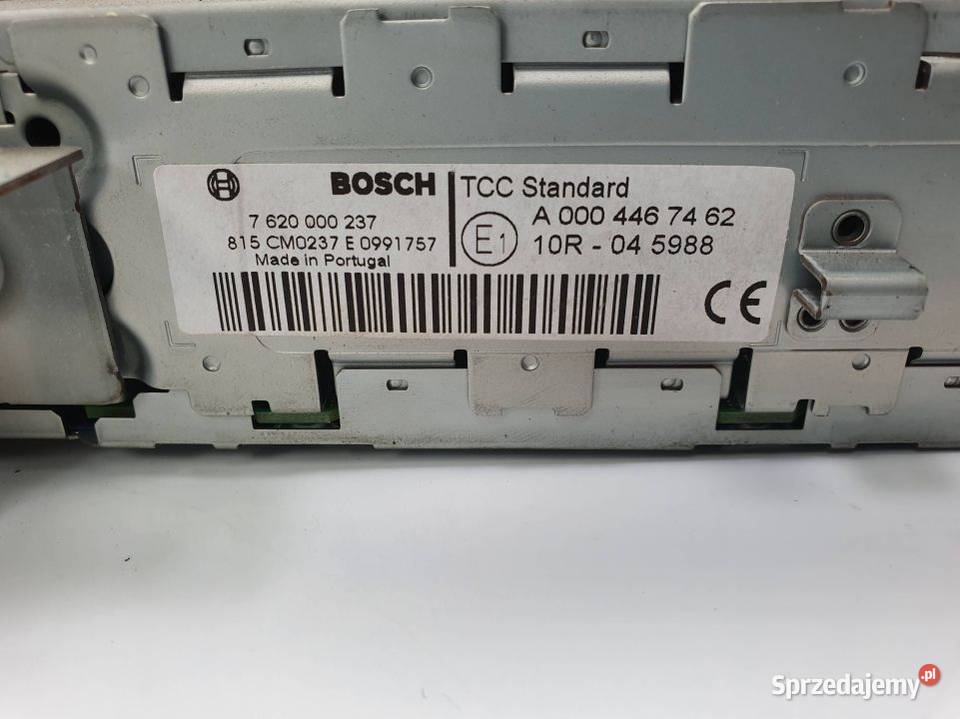 BOSCH
7 620 000 237
815 CM0237 E 0991757
Made in Portugal
TCC Standard
A 000 446 74 62
E1 10R - 04 5988
CE
Sprzedajemy.pl